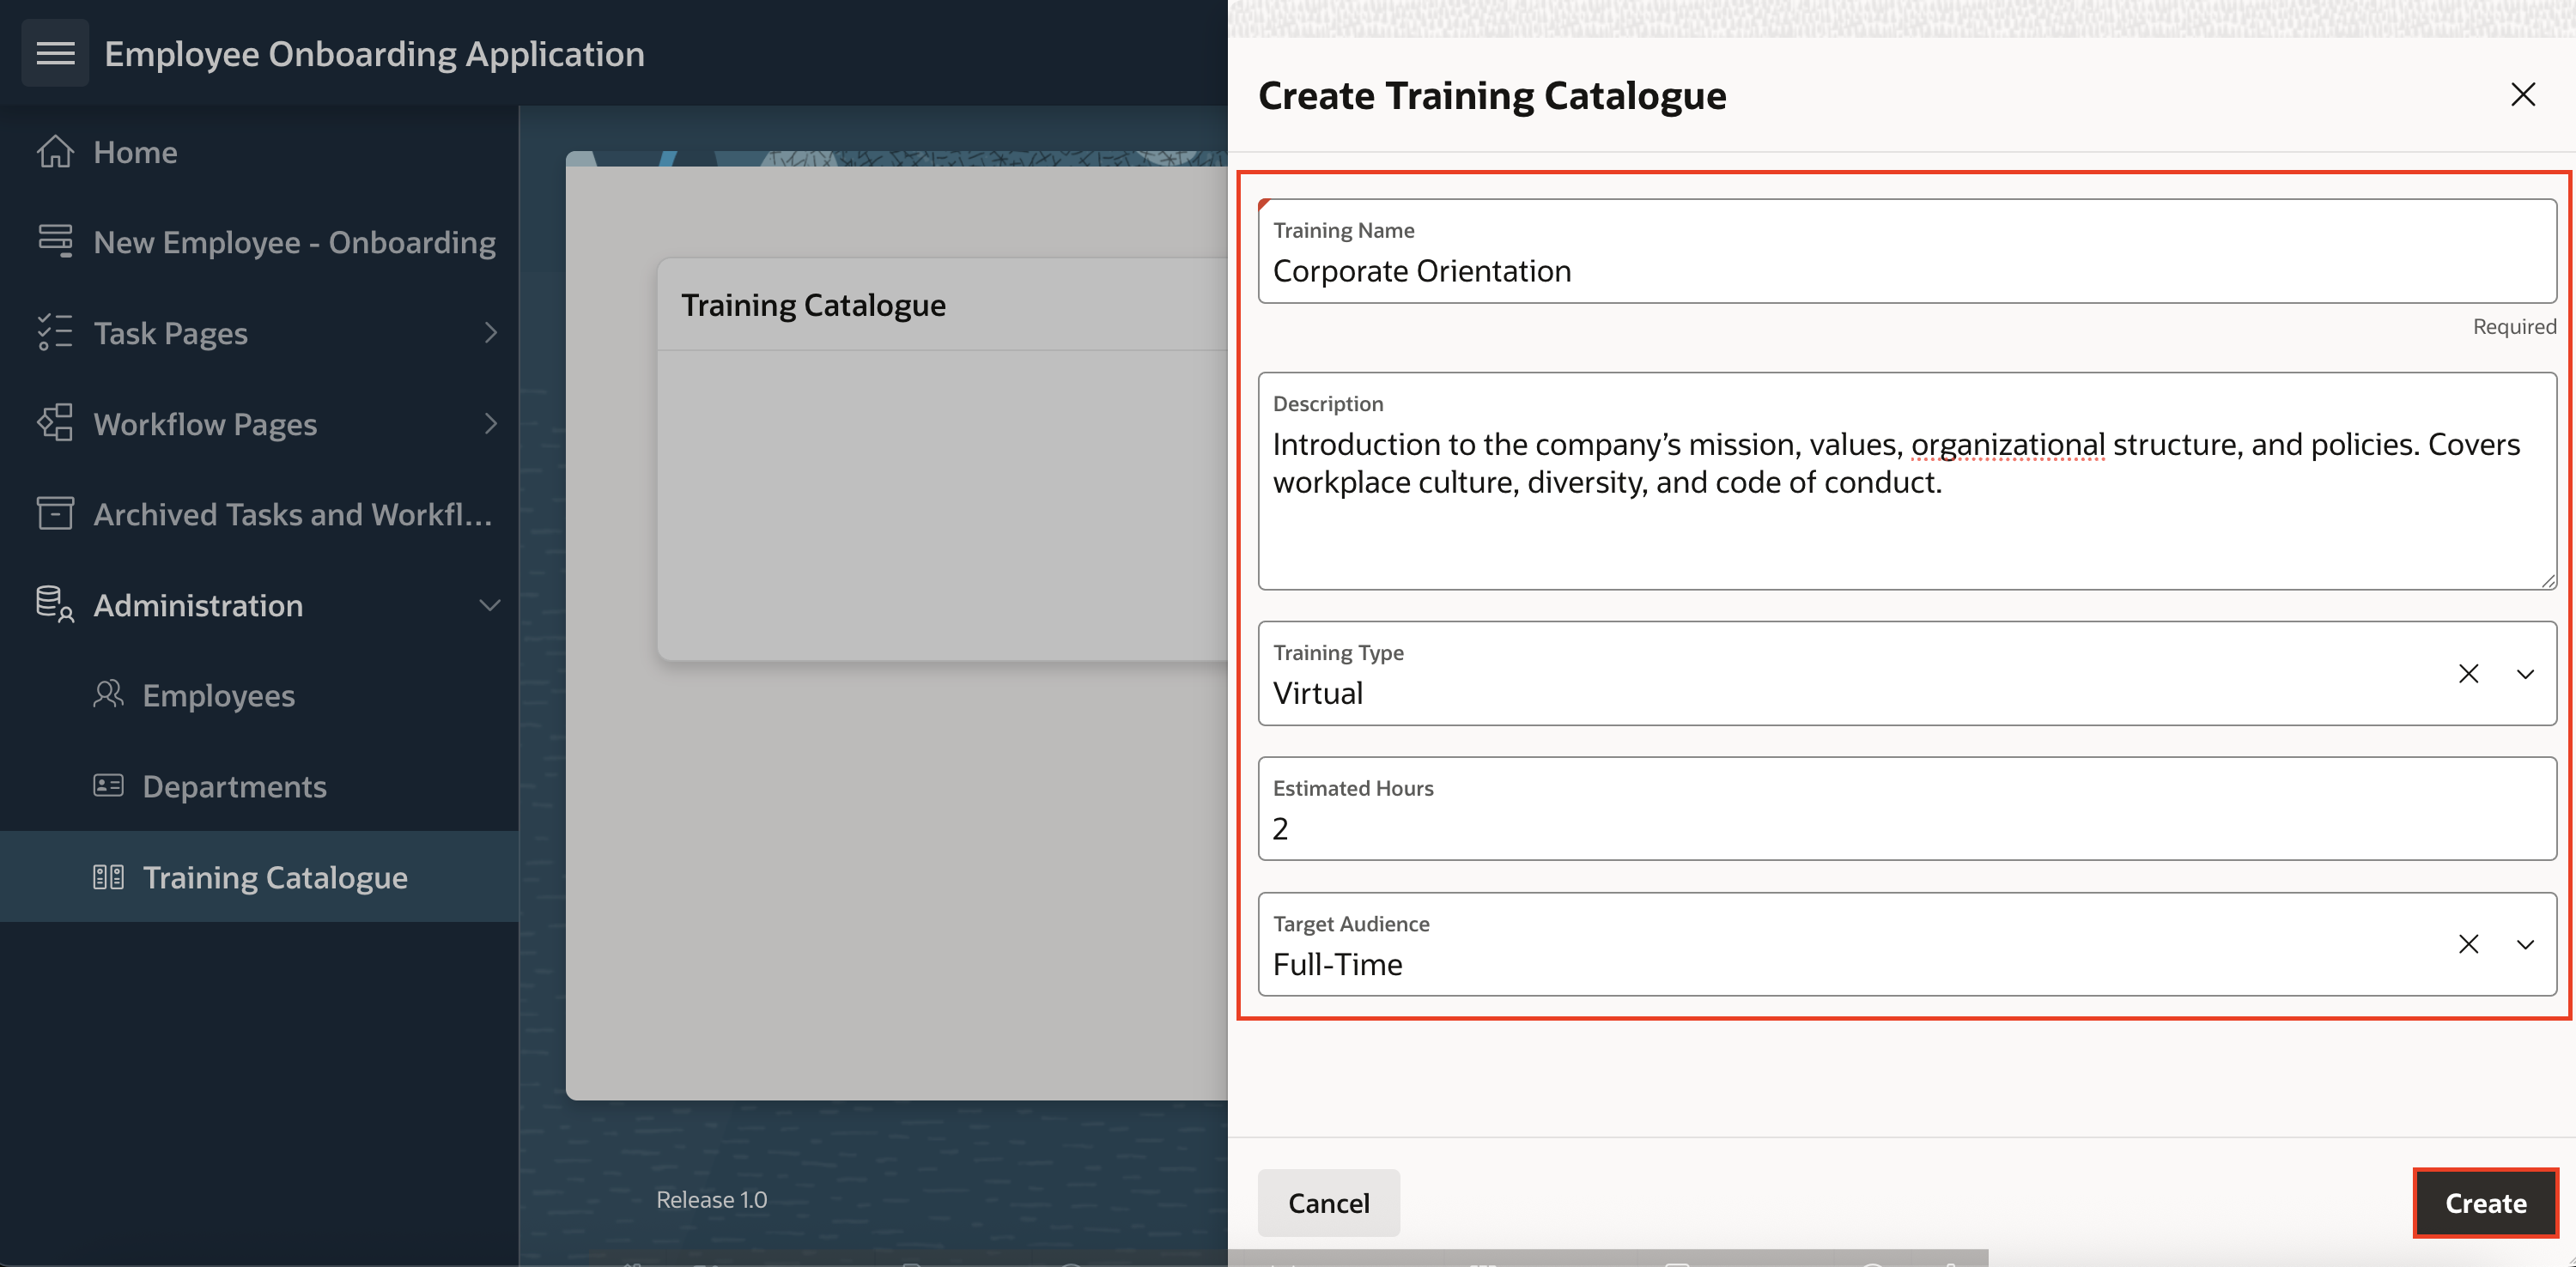 Employee Onboarding Application
Home
New Employee - Onboarding
Task Pages
Workflow Pages
Archived Tasks and Workfl...
Administration
Employees
Departments
Training Catalogue
Training Catalogue
Release 1.0
Create Training Catalogue
Training Name
Corporate Orientation
Required
Description
Introduction to the company’s mission, values, organizational structure, and policies. Covers
workplace culture, diversity, and code of conduct.
Training Type
Virtual
Estimated Hours
2
Target Audience
Full-Time
Cancel
Create